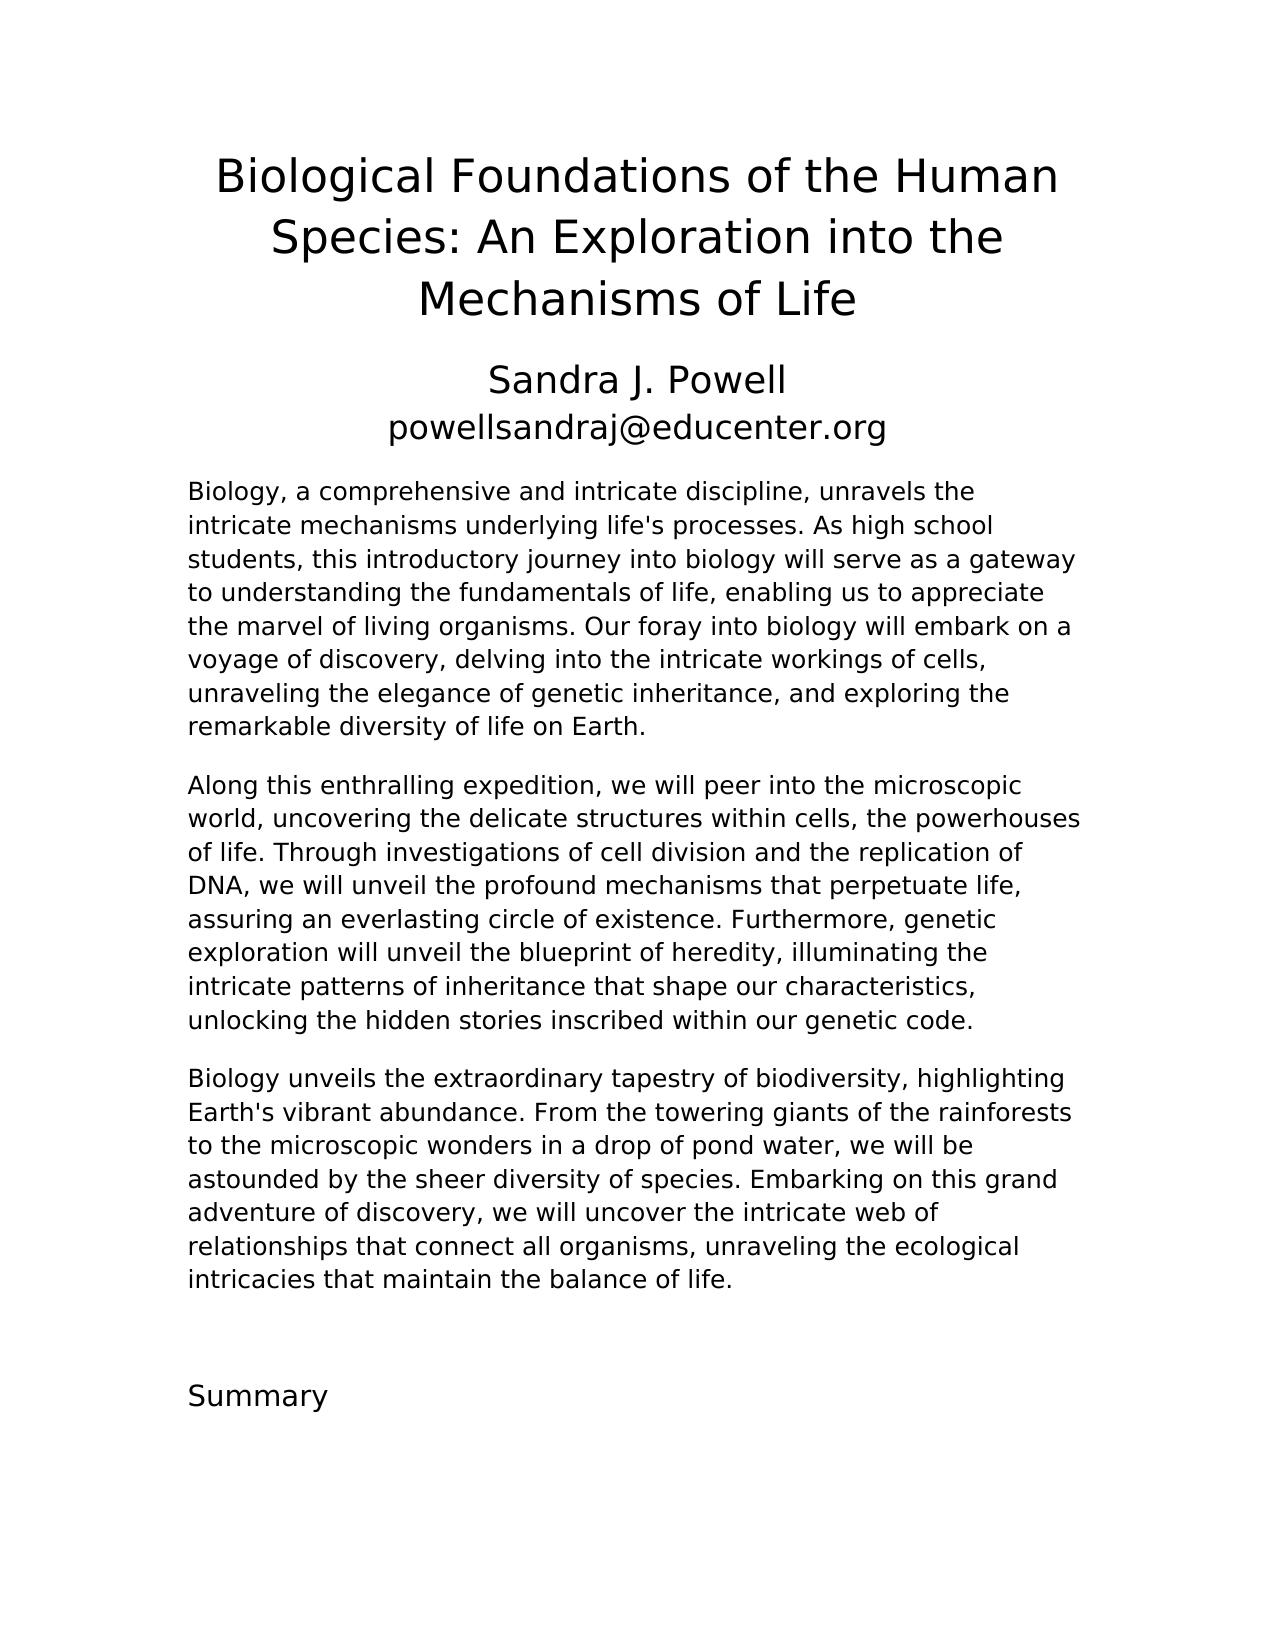 Biological Foundations of the Human
Species: An Exploration into the
Mechanisms of Life
Sandra J. Powell
powellsandraj@educenter.org
Biology, a comprehensive and intricate discipline, unravels the
intricate mechanisms underlying life's processes. As high school
students, this introductory journey into biology will serve as a gateway
to understanding the fundamentals of life, enabling us to appreciate
the marvel of living organisms. Our foray into biology will embark on a
voyage of discovery, delving into the intricate workings of cells,
unraveling the elegance of genetic inheritance, and exploring the
remarkable diversity of life on Earth.
Along this enthralling expedition, we will peer into the microscopic
world, uncovering the delicate structures within cells, the powerhouses
of life. Through investigations of cell division and the replication of
DNA, we will unveil the profound mechanisms that perpetuate life,
assuring an everlasting circle of existence. Furthermore, genetic
exploration will unveil the blueprint of heredity, illuminating the
intricate patterns of inheritance that shape our characteristics,
unlocking the hidden stories inscribed within our genetic code.
Biology unveils the extraordinary tapestry of biodiversity, highlighting
Earth's vibrant abundance. From the towering giants of the rainforests
to the microscopic wonders in a drop of pond water, we will be
astounded by the sheer diversity of species. Embarking on this grand
adventure of discovery, we will uncover the intricate web of
relationships that connect all organisms, unraveling the ecological
intricacies that maintain the balance of life.
Summary